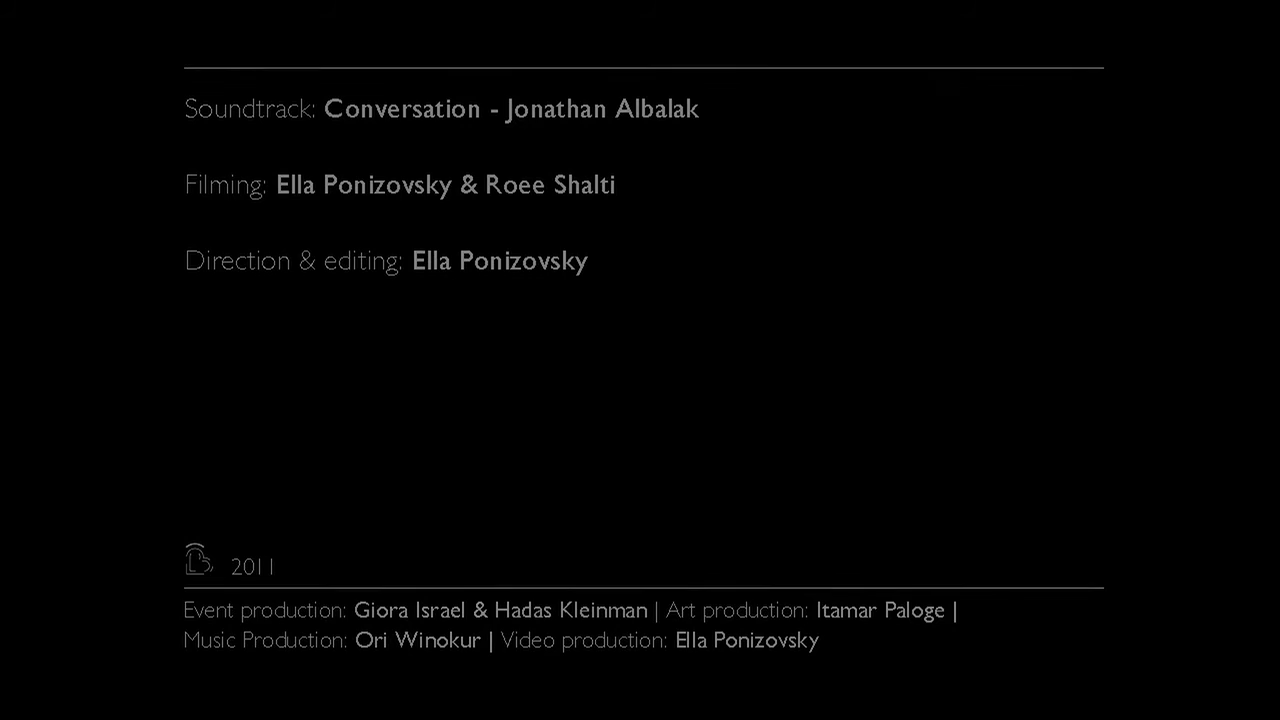 Soundtrack: Conversation - Jonathan Albalak
Filming: Ella Ponizovsky & Roee Shalti
Direction & editing: Ella Ponizovsky
2011
Event production: Giora Israel & Hadas Kleinman | Art production: Itamar Paloge |
Music Production: Ori Winokur | Video production: Ella Ponizovsky